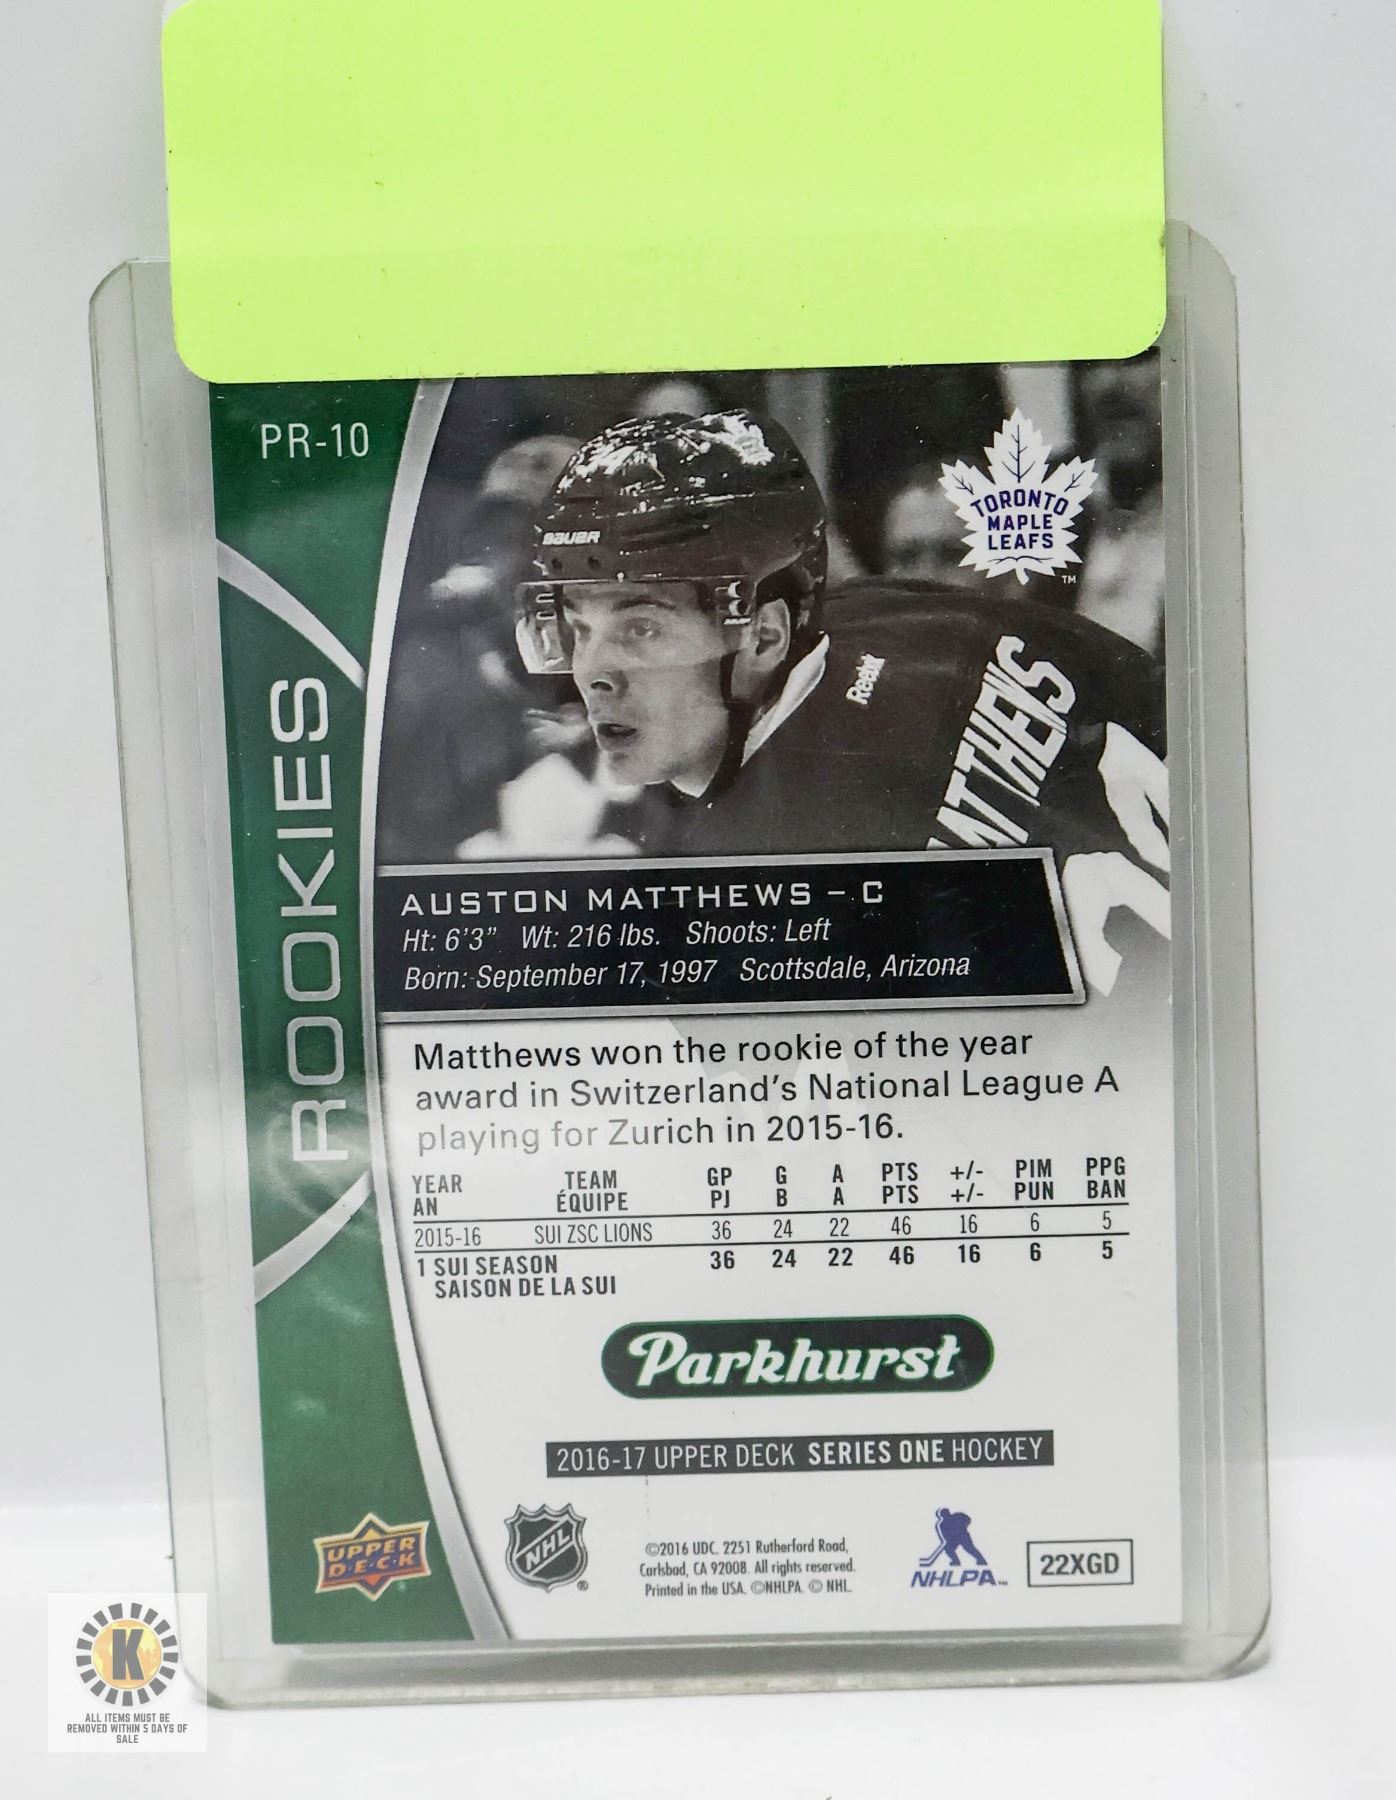 PR-10
TORONTO
MAPLE
LEAFS
TM
BAUER
Reebok
MATTHEWS
ROOKIES
AUSTON MATTHEWS – C
Ht: 6'3" Wt: 216 lbs. Shoots: Left
Born: September 17, 1997 Scottsdale, Arizona
Matthews won the rookie of the year
award in Switzerland's National League A
playing for Zurich in 2015-16.
YEAR TEAM GP G A PTS +/- PIM PPG
AN ÉQUIPE PJ B A PTS +/- PUN BAN
2015-16 SUI ZSC LIONS 36 24 22 46 16 6 5
1 SUI SEASON 36 24 22 46 16 6 5
SAISON DE LA SUI
Parkhurst
2016-17 UPPER DECK SERIES ONE HOCKEY
UPPER
D·E·C·K
NHL
®
©2016 UDC. 2251 Rutherford Road,
Carlsbad, CA 92008. All rights reserved.
Printed in the USA. ©NHLPA. © NHL.
NHLPA™
22XGD
K
ALL ITEMS MUST BE
REMOVED WITHIN 5 DAYS OF
SALE